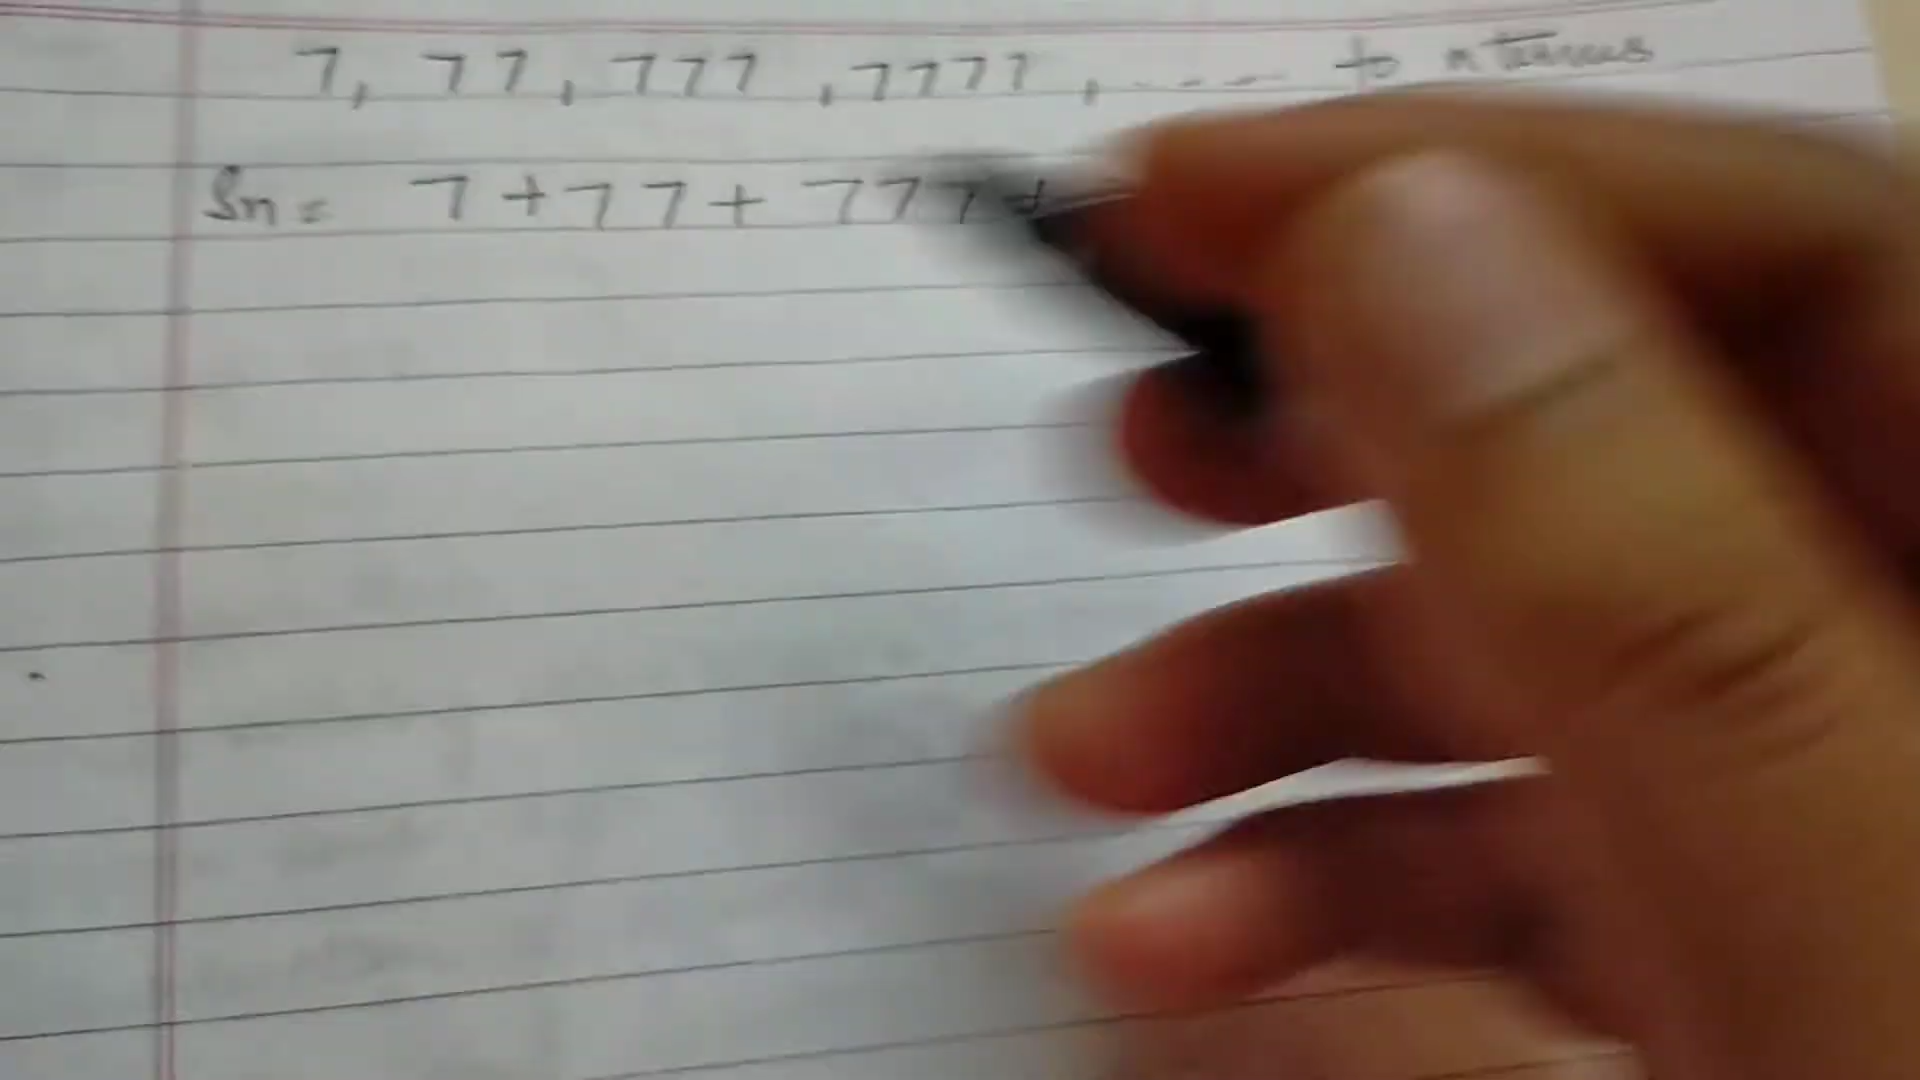 7, 77, 777, 7777, ---- to n terms
Sn = 7 + 77 + 777 +